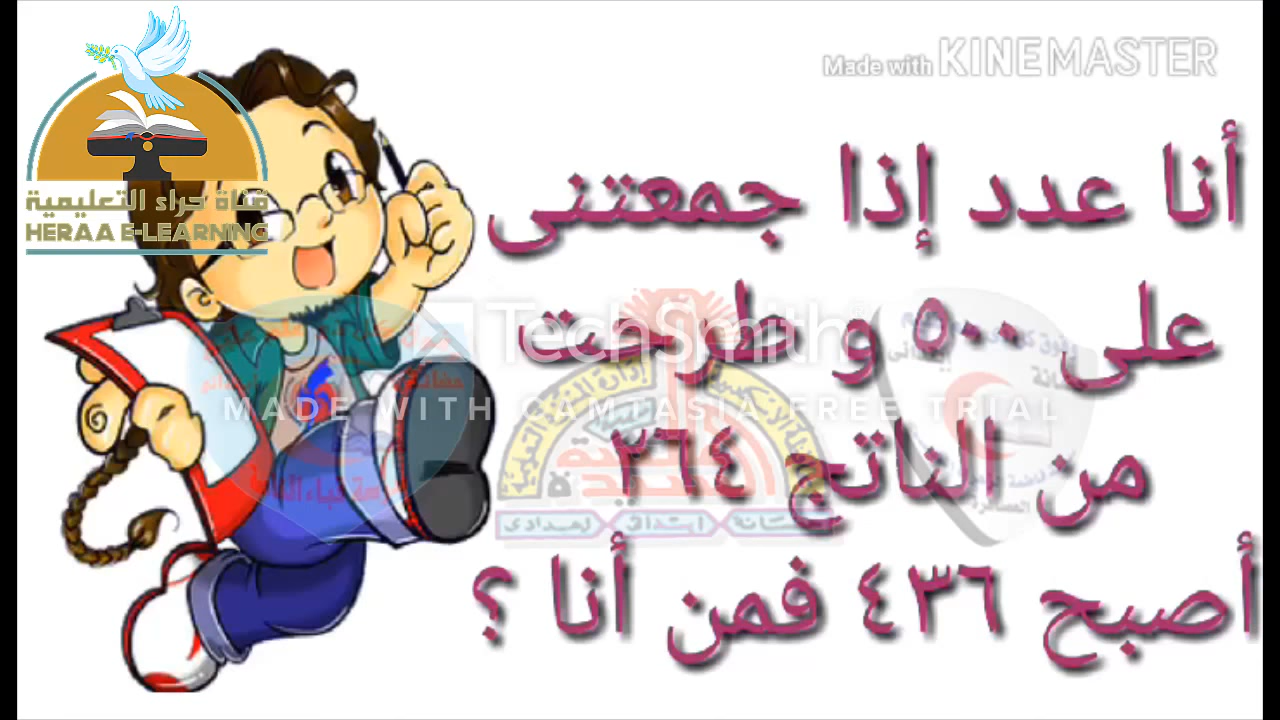 Made with KINEMASTER
قناة حراء التعليمية
HERAA E-LEARNING
أنا عدد إذا جمعتنى
على ٥٠٠ و طرحت
من الناتج ٢٦٤
أصبح ٤٣٦ فمن أنا ؟
TechSmith
MADE WITH CAMTASIA FREE TRIAL